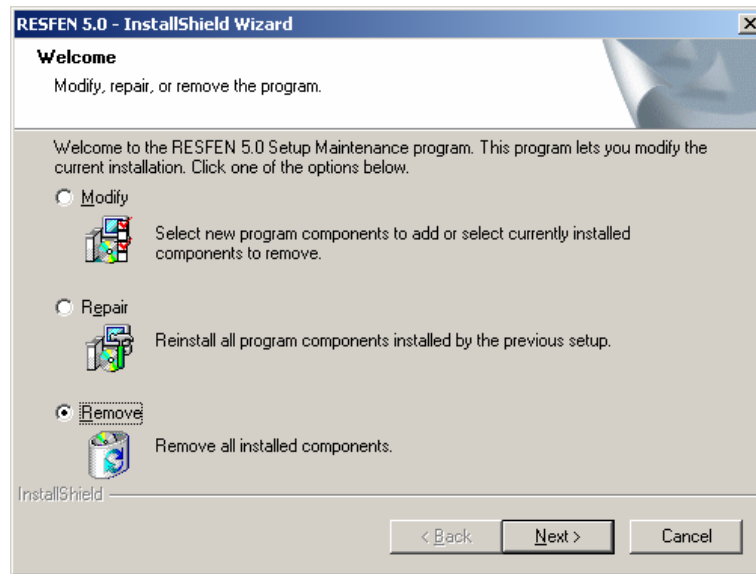 RESFEN 5.0 - InstallShield Wizard
Welcome
Modify, repair, or remove the program.
Welcome to the RESFEN 5.0 Setup Maintenance program. This program lets you modify the
current installation. Click one of the options below.
Modify
Select new program components to add or select currently installed
components to remove.
Repair
Reinstall all program components installed by the previous setup.
Remove
Remove all installed components.
InstallShield
< Back Next > Cancel